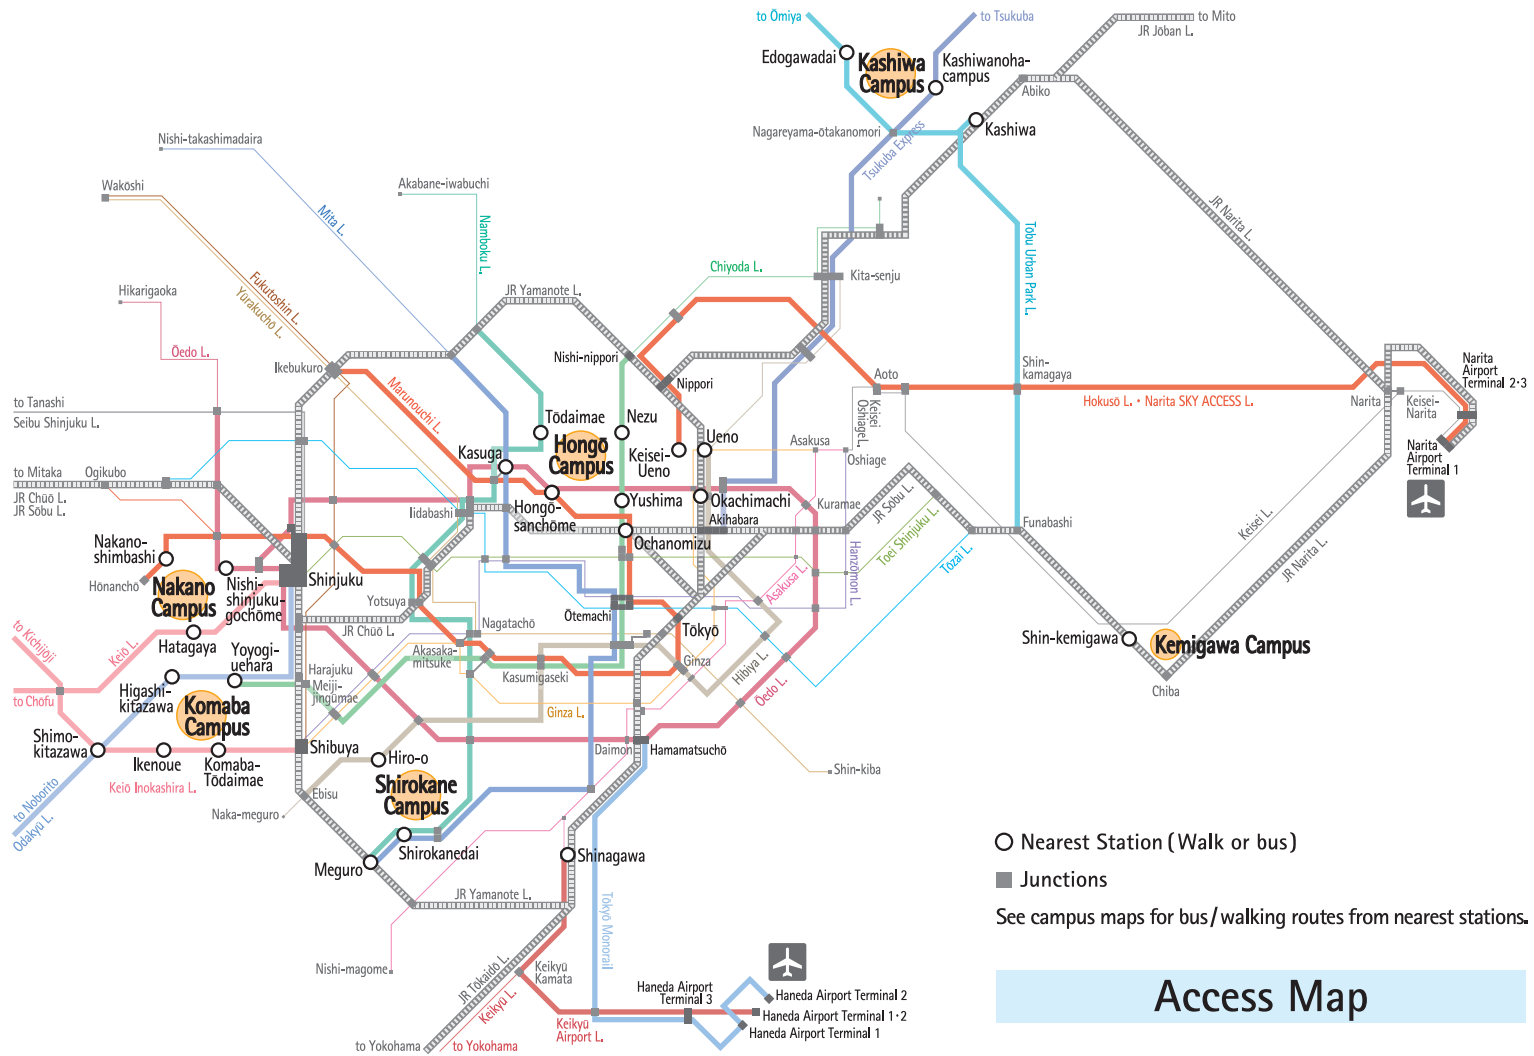 to Ōmiya
to Tsukuba
to Mito
JR Jōban L.
Edogawadai
Kashiwa
Campus
Kashiwanoha-
campus
Abiko
Kashiwa
Nagareyama-ōtakanomori
Tsukuba Express
Nishi-takashimadaira
Wakōshi
Akabane-iwabuchi
Mita L.
Namboku L.
JR Narita L.
Tōbu Urban Park L.
Chiyoda L.
Kita-senju
Hikarigaoka
Fukutoshin L.
Yūrakuchō L.
JR Yamanote L.
Ōedo L.
Ikebukuro
Nishi-nippori
Nippori
Aoto
Shin-
kamagaya
Narita
Airport
Terminal 2・3
Marunouchi L.
Keisei
Oshiage L.
Hokusō L.・Narita SKY ACCESS L.
Narita
Keisei-
Narita
to Tanashi
Seibu Shinjuku L.
Tōdaimae
Nezu
Hongō
Campus
Kasuga
Keisei-
Ueno
Ueno
Asakusa
Oshiage
Narita
Airport
Terminal 1
to Mitaka
Ogikubo
JR Chūō L.
JR Sōbu L.
Iidabashi
Hongō-
sanchōme
Yushima
Okachimachi
Kuramae
JR Sōbu L.
Akihabara
Ochanomizu
Toei Shinjuku L.
Funabashi
Keisei L.
JR Narita L.
Nakano-
shimbashi
Hōnanchō
Nakano
Campus
Nishi-
shinjuku-
gochōme
Shinjuku
Hanzōmon L.
Tōzai L.
Asakusa L.
Yotsuya
Ōtemachi
JR Chūō L.
Nagatachō
Tōkyō
to Kichijōji
Keiō L.
Hatagaya
Yoyogi-
uehara
Harajuku
Meiji-
jingūmae
Akasaka-
mitsuke
Kasumigaseki
Ginza
Hibiya L.
Ōedo L.
Shin-kemigawa
Kemigawa Campus
Chiba
to Chōfu
Higashi-
kitazawa
Komaba
Campus
Ginza L.
Shimo-
kitazawa
Ikenoue
Komaba-
Tōdaimae
Shibuya
Hiro-o
Daimon
Hamamatsuchō
Shin-kiba
Keiō Inokashira L.
to Noborito
Odakyū L.
Ebisu
Naka-meguro
Shirokane
Campus
Shirokanedai
Meguro
Shinagawa
JR Yamanote L.
Tōkyō Monorail
Nishi-magome
JR Tōkaidō L.
Keikyū L.
Keikyū
Kamata
Keikyū
Airport L.
to Yokohama
to Yokohama
Haneda Airport
Terminal 3
Haneda Airport Terminal 2
Haneda Airport Terminal 1・2
Haneda Airport Terminal 1
Nearest Station (Walk or bus)
Junctions
See campus maps for bus/walking routes from nearest stations.
Access Map